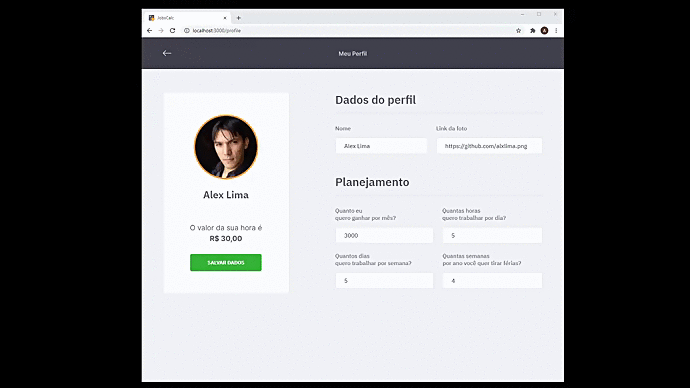 JobsCalc
localhost:3000/profile
A
Meu Perfil
Alex Lima
O valor da sua hora é
R$ 30,00
SALVAR DADOS
Dados do perfil
Nome
Link da foto
Alex Lima
https://github.com/alxlima.png
Planejamento
Quanto eu
quero ganhar por mês?
Quantas horas
quero trabalhar por dia?
3000
5
Quantos dias
quero trabalhar por semana?
Quantas semanas
por ano você quer tirar férias?
5
4